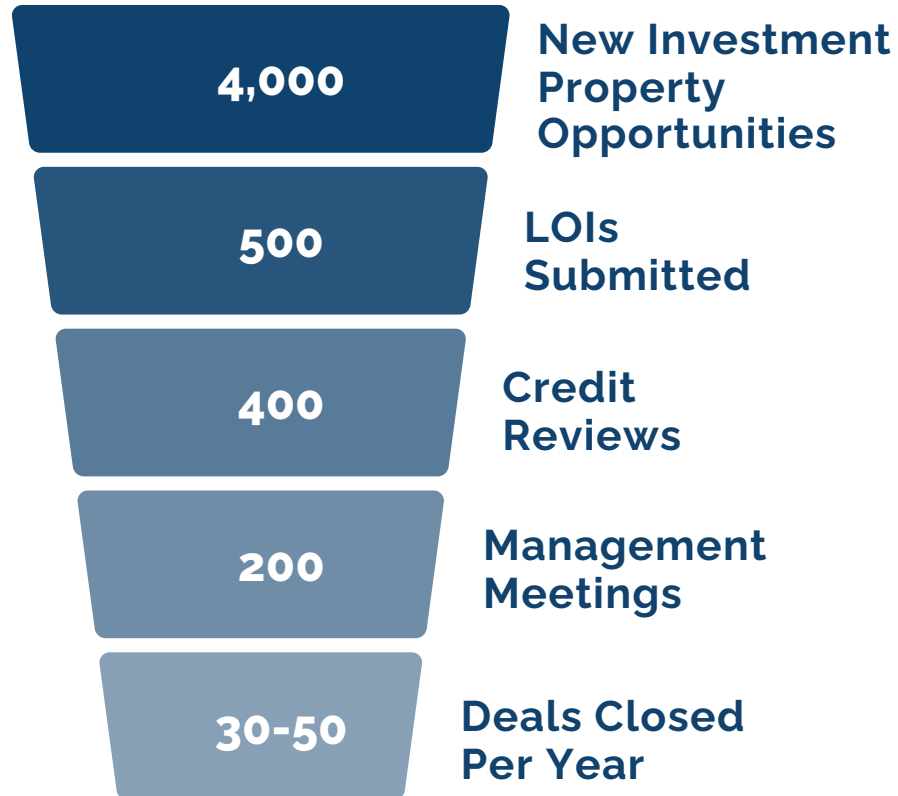 4,000
New Investment
Property
Opportunities
500
LOIs
Submitted
400
Credit
Reviews
200
Management
Meetings
30-50
Deals Closed
Per Year